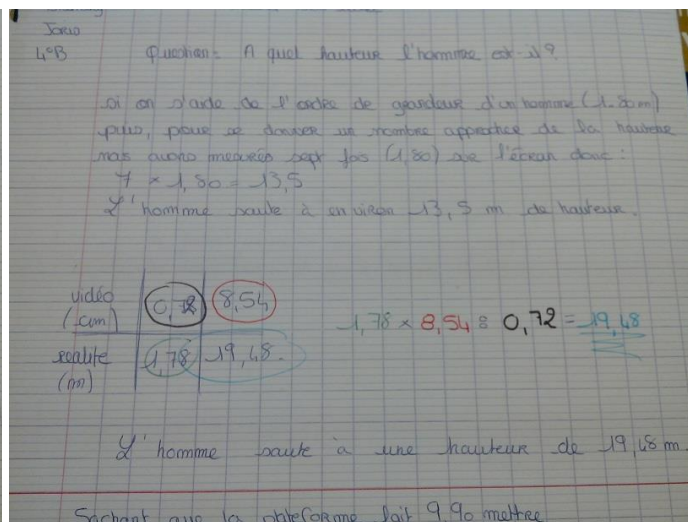 4°B
Question: A quel hauteur l'homme est-il?
si on s'aide de l'ordre de grandeur d'un homme (1.80m)
puis, pour se donner un nombre approché de la hauteur
nous avons mesurés sept fois (1,80) sur l'écran donc:
7 × 1,80 = 13,5
L'homme saute à environ 13,5 m de hauteur.
vidéo (cm) 0,72 8,54
réalité (m) 1,78 19,48
1,78 × 8,54 : 0,72 = 19,48
L'homme saute à une hauteur de 19,48 m
Sachant que la plateforme fait 9,90 mettre